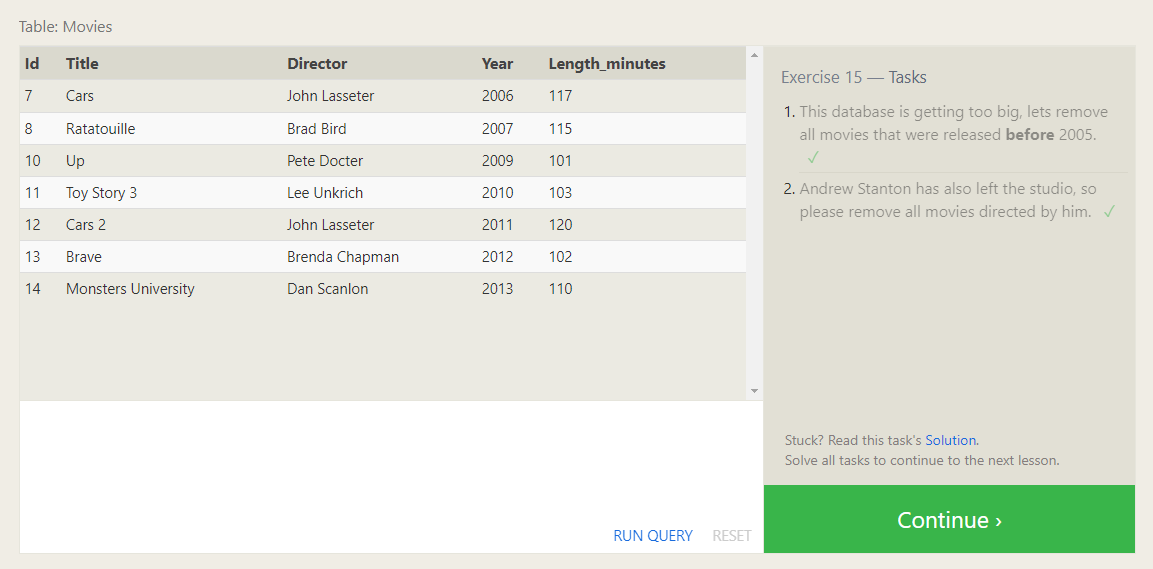 Table: Movies
Id Title Director Year Length_minutes
7 Cars John Lasseter 2006 117
8 Ratatouille Brad Bird 2007 115
10 Up Pete Docter 2009 101
11 Toy Story 3 Lee Unkrich 2010 103
12 Cars 2 John Lasseter 2011 120
13 Brave Brenda Chapman 2012 102
14 Monsters University Dan Scanlon 2013 110
RUN QUERY RESET
Exercise 15 — Tasks
1. This database is getting too big, lets remove
all movies that were released before 2005.
✓
2. Andrew Stanton has also left the studio, so
please remove all movies directed by him. ✓
Stuck? Read this task's Solution.
Solve all tasks to continue to the next lesson.
Continue ›